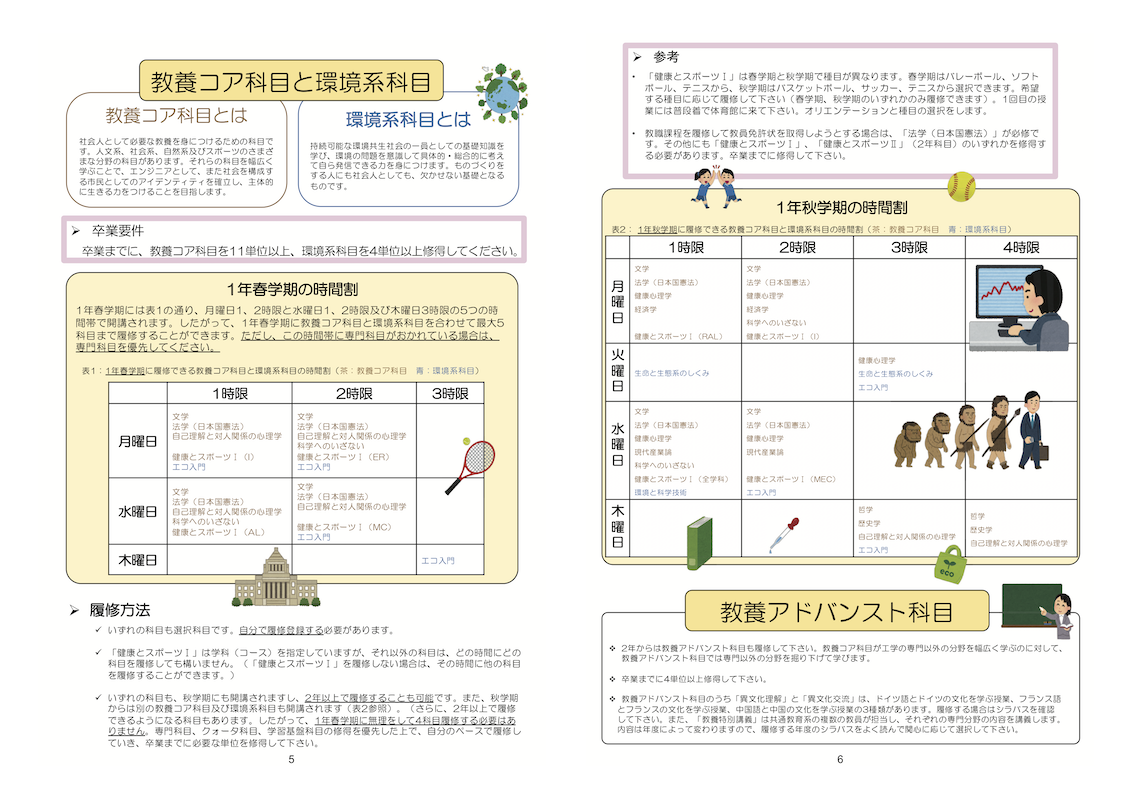 教養コア科目と環境系科目
教養コア科目とは
社会人として必要な教養を身につけるための科目で
す。人文系、社会系、自然系及びスポーツのさまざ
まな分野の科目があります。それらの科目を幅広く
学ぶことで、エンジニアとして、また社会を構成す
る市民としてのアイデンティティを確立し、主体的
に生きる力をつけることを目指します。
環境系科目とは
持続可能な環境共生社会の一員としての基礎知識を
学び、環境の問題を意識して具体的・総合的に考え
て自ら発信できる力を身につけます。ものづくりを
する人にも社会人としても、欠かせない基礎となる
ものです。
➢ 卒業要件
卒業までに、教養コア科目を11単位以上、環境系科目を4単位以上修得してください。
1年春学期の時間割
1年春学期には表1の通り、月曜日1、2時限と水曜日1、2時限及び木曜日3時限の5つの時
間帯で開講されます。したがって、1年春学期に教養コア科目と環境系科目を合わせて最大5
科目まで履修することができます。ただし、この時間帯に専門科目がおかれている場合は、
専門科目を優先してください。
表1：1年春学期に履修できる教養コア科目と環境系科目の時間割（茶：教養コア科目　青：環境系科目）
1時限 2時限 3時限
月曜日
文学
法学（日本国憲法）
自己理解と対人関係の心理学
健康とスポーツⅠ（I）
エコ入門
文学
法学（日本国憲法）
自己理解と対人関係の心理学
科学へのいざない
健康とスポーツⅠ（ER）
エコ入門
水曜日
文学
法学（日本国憲法）
自己理解と対人関係の心理学
科学へのいざない
健康とスポーツⅠ（AL）
文学
法学（日本国憲法）
自己理解と対人関係の心理学
健康とスポーツⅠ（MC）
エコ入門
木曜日
エコ入門
➢ 履修方法
✓ いずれの科目も選択科目です。自分で履修登録する必要があります。
✓ 「健康とスポーツⅠ」は学科（コース）を指定していますが、それ以外の科目は、どの時間にどの
科目を履修しても構いません。（「健康とスポーツⅠ」を履修しない場合は、その時間に他の科目
を履修することができます。）
✓ いずれの科目も、秋学期にも開講されますし、2年以上で履修することも可能です。また、秋学期
からは別の教養コア科目及び環境系科目も開講されます（表2参照）。（さらに、2年以上で履修
できるようになる科目もあります。したがって、1年春学期に無理をして4科目履修する必要はあ
りません。専門科目、クォータ科目、学習基盤科目の修得を優先した上で、自分のペースで履修し
ていき、卒業までに必要な単位を修得して下さい。
5
➢ 参考
• 「健康とスポーツⅠ」は春学期と秋学期で種目が異なります。春学期はバレーボール、ソフト
ボール、テニスから、秋学期はバスケットボール、サッカー、テニスから選択できます。希望
する種目に応じて履修して下さい（春学期、秋学期のいずれかのみ履修できます）。1回目の授
業には普段着で体育館に来て下さい。オリエンテーションと種目の選択をします。
• 教職課程を履修して教員免許状を取得しようとする場合は、「法学（日本国憲法）」が必修で
す。その他にも「健康とスポーツⅠ」、「健康とスポーツⅡ」（2年科目）のいずれかを修得す
る必要があります。卒業までに修得して下さい。
1年秋学期の時間割
表2： 1年秋学期に履修できる教養コア科目と環境系科目の時間割（茶：教養コア科目　青：環境系科目）
1時限 2時限 3時限 4時限
月曜日
文学
法学（日本国憲法）
健康心理学
経済学
健康とスポーツⅠ（RAL）
文学
法学（日本国憲法）
健康心理学
経済学
科学へのいざない
健康とスポーツⅠ（I）
火曜日
生命と生態系のしくみ
健康心理学
生命と生態系のしくみ
エコ入門
水曜日
文学
法学（日本国憲法）
健康心理学
現代産業論
科学へのいざない
健康とスポーツⅠ（全学科）
環境と科学技術
文学
法学（日本国憲法）
健康心理学
現代産業論
健康とスポーツⅠ（MEC）
エコ入門
木曜日
哲学
歴史学
自己理解と対人関係の心理学
エコ入門
哲学
歴史学
自己理解と対人関係の心理学
eco
教養アドバンスト科目
❖ 2年からは教養アドバンスト科目も履修して下さい。教養コア科目が工学の専門以外の分野を幅広く学ぶのに対して、
教養アドバンスト科目では専門以外の分野を掘り下げて学びます。
❖ 卒業までに4単位以上修得して下さい。
❖ 教養アドバンスト科目のうち「異文化理解」と「異文化交流」は、ドイツ語とドイツの文化を学ぶ授業、フランス語
とフランスの文化を学ぶ授業、中国語と中国の文化を学ぶ授業の3種類があります。履修する場合はシラバスを確認
して下さい。また、「教養特別講義」は共通教育系の複数の教員が担当し、それぞれの専門分野の内容を講義します。
内容は年度によって変わりますので、履修する年度のシラバスをよく読んで関心に応じて選択して下さい。
6